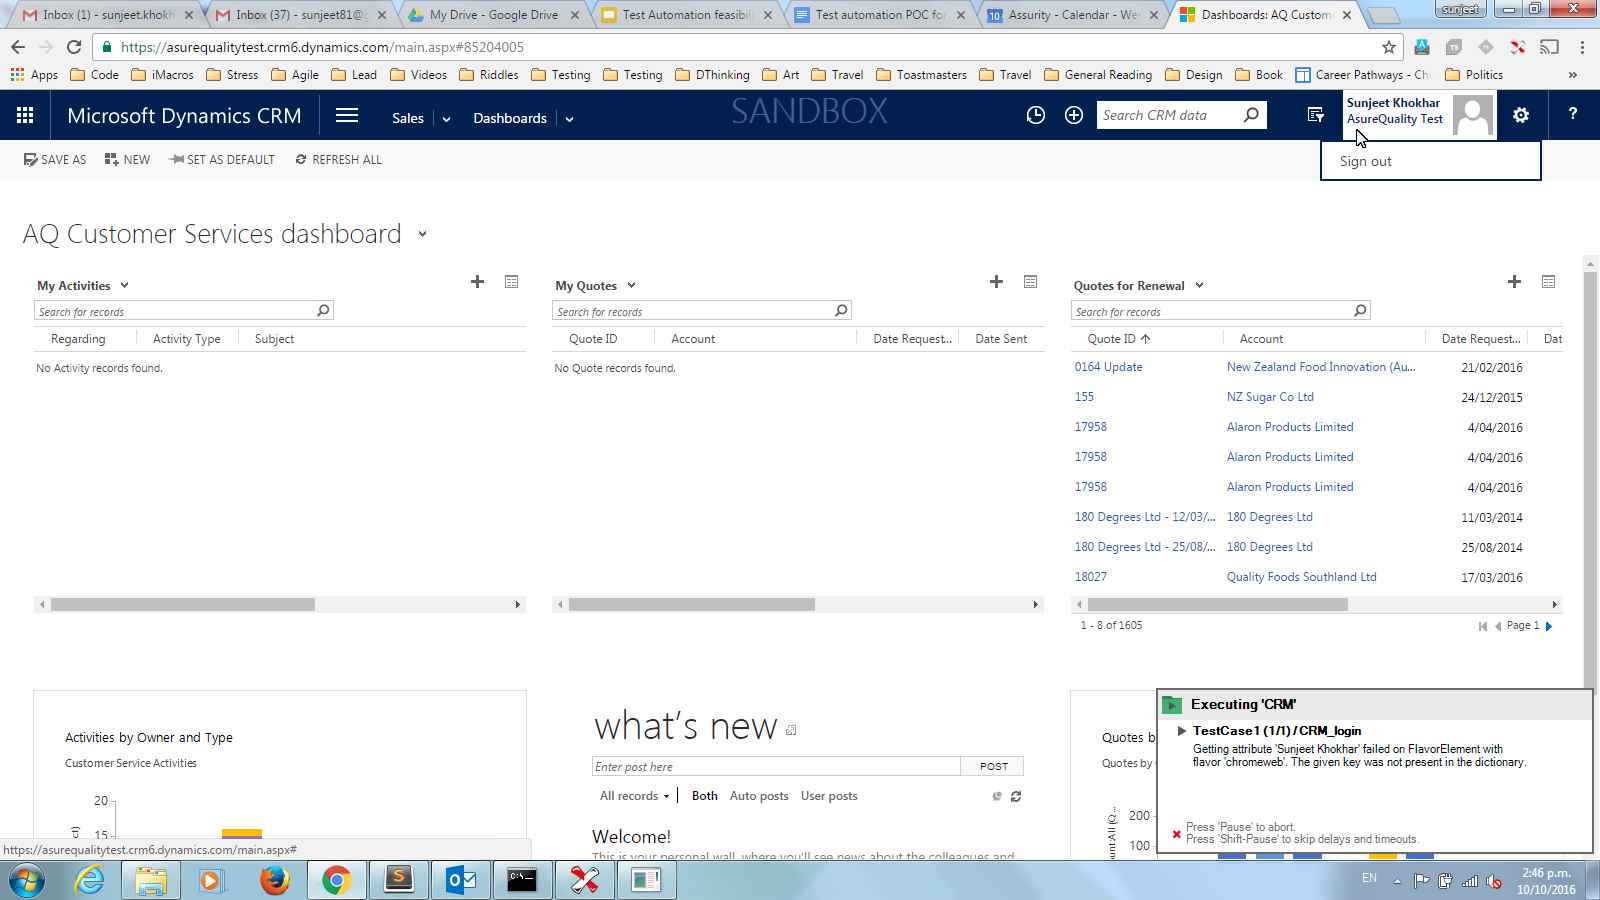 Inbox (1) - sunjeet.khokh
Inbox (37) - sunjeet81@g
My Drive - Google Drive
Test Automation feasibil
Test automation POC for
Assurity - Calendar - We
Dashboards: AQ Custom
sunjeet
https://asurequalitytest.crm6.dynamics.com/main.aspx#85204005
Apps Code iMacros Stress Agile Lead Videos Riddles Testing Testing DThinking Art Travel Toastmasters Travel General Reading Design Book Career Pathways - Ch Politics »
Microsoft Dynamics CRM Sales Dashboards SANDBOX Search CRM data
Sunjeet Khokhar
AsureQuality Test
?
SAVE AS NEW SET AS DEFAULT REFRESH ALL
Sign out
AQ Customer Services dashboard
My Activities
Search for records
Regarding Activity Type Subject
No Activity records found.
My Quotes
Search for records
Quote ID Account Date Request... Date Sent
No Quote records found.
Quotes for Renewal
Search for records
Quote ID Account Date Request... Dat
0164 Update New Zealand Food Innovation (Au... 21/02/2016
155 NZ Sugar Co Ltd 24/12/2015
17958 Alaron Products Limited 4/04/2016
17958 Alaron Products Limited 4/04/2016
17958 Alaron Products Limited 4/04/2016
180 Degrees Ltd - 12/03/... 180 Degrees Ltd 11/03/2014
180 Degrees Ltd - 25/08/... 180 Degrees Ltd 25/08/2014
18027 Quality Foods Southland Ltd 17/03/2016
1 - 8 of 1605 Page 1
Activities by Owner and Type
Customer Service Activities
20
15
what's new
Enter post here POST
All records Both Auto posts User posts
Welcome!
This is your personal wall, where you'll see news about the colleagues and
Quotes b
Quotes by
200
100
Executing 'CRM'
TestCase1 (1/1) / CRM_login
Getting attribute 'Sunjeet Khokhar' failed on FlavorElement with
flavor 'chromeweb'. The given key was not present in the dictionary.
Press 'Pause' to abort.
Press 'Shift-Pause' to skip delays and timeouts.
https://asurequalitytest.crm6.dynamics.com/main.aspx#
EN
2:46 p.m.
10/10/2016